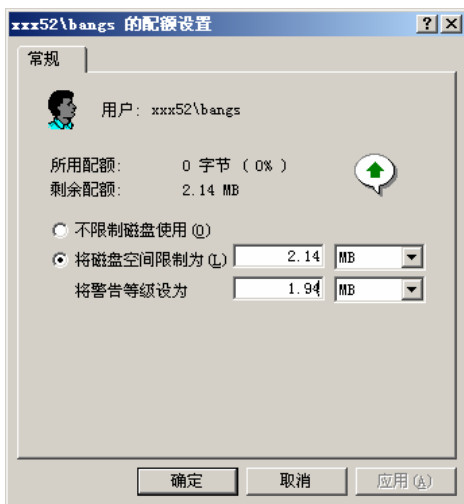 xxx52\bangs 的配额设置
常规
用户: xxx52\bangs
所用配额: 0 字节 ( 0% )
剩余配额: 2.14 MB
不限制磁盘使用(O)
将磁盘空间限制为(L) 2.14 MB
将警告等级设为 1.94 MB
确定 取消 应用(A)